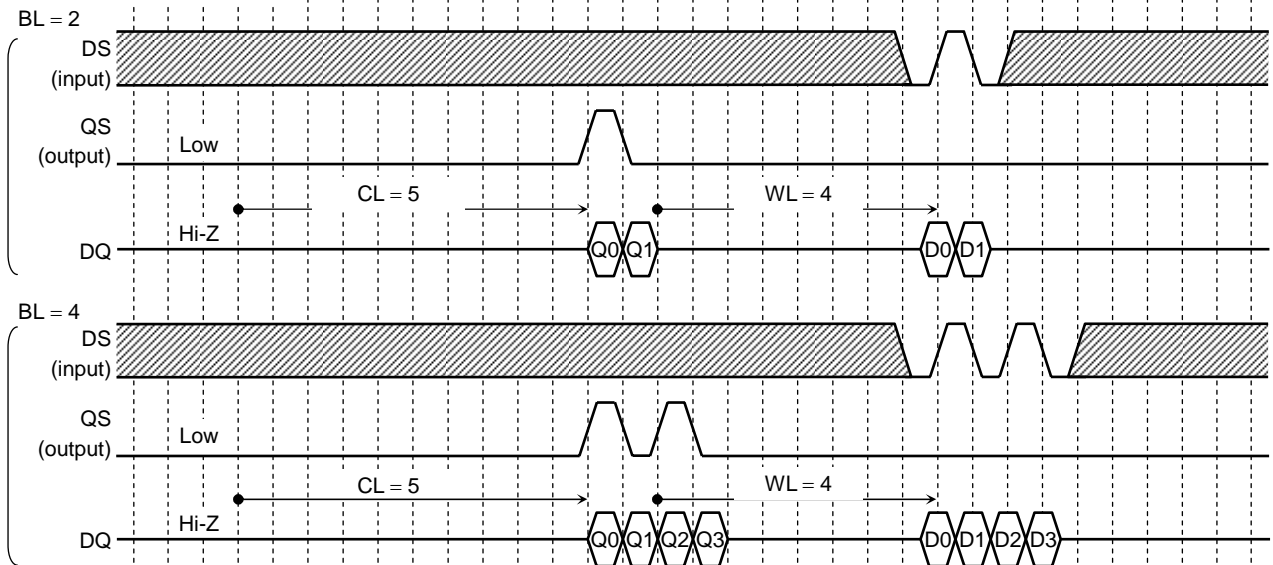 BL = 2
DS
(input)
QS
(output)
Low
CL = 5
WL = 4
DQ
Hi-Z
Q0 Q1
D0 D1
BL = 4
DS
(input)
QS
(output)
Low
CL = 5
WL = 4
DQ
Hi-Z
Q0 Q1 Q2 Q3
D0 D1 D2 D3